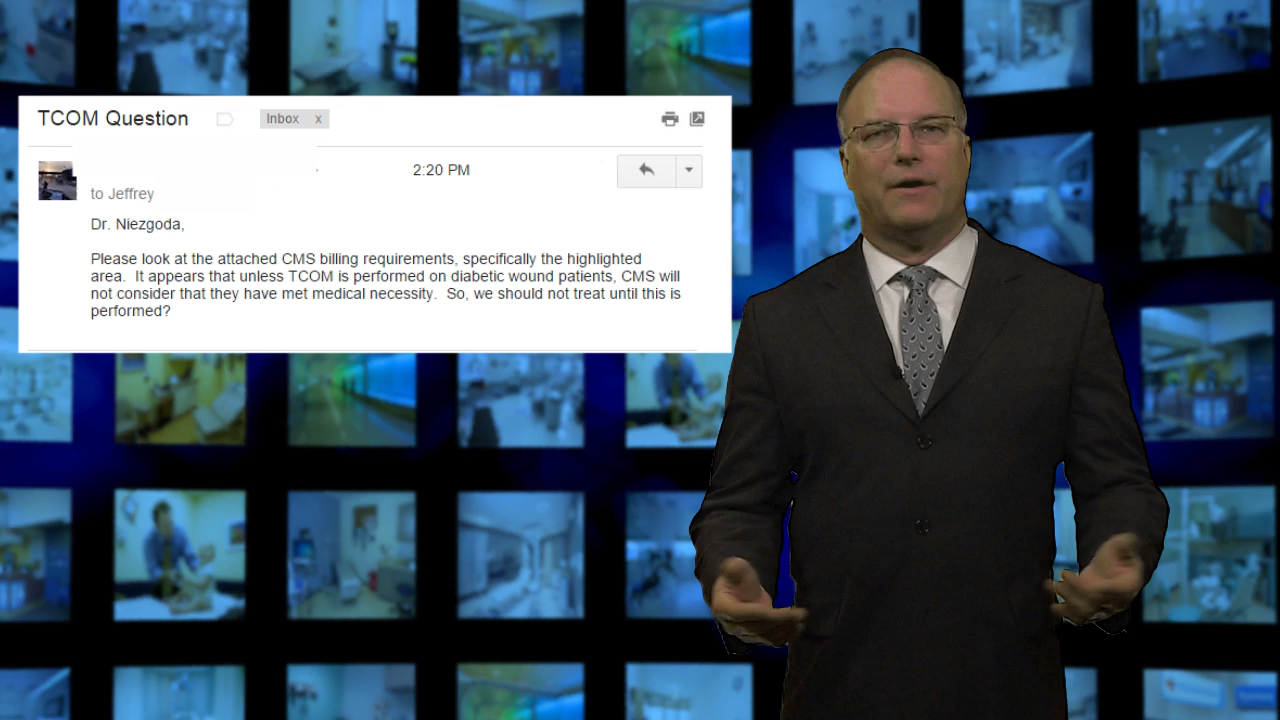 TCOM Question
Inbox x
2:20 PM
to Jeffrey
Dr. Niezgoda,
Please look at the attached CMS billing requirements, specifically the highlighted
area. It appears that unless TCOM is performed on diabetic wound patients, CMS will
not consider that they have met medical necessity. So, we should not treat until this is
performed?